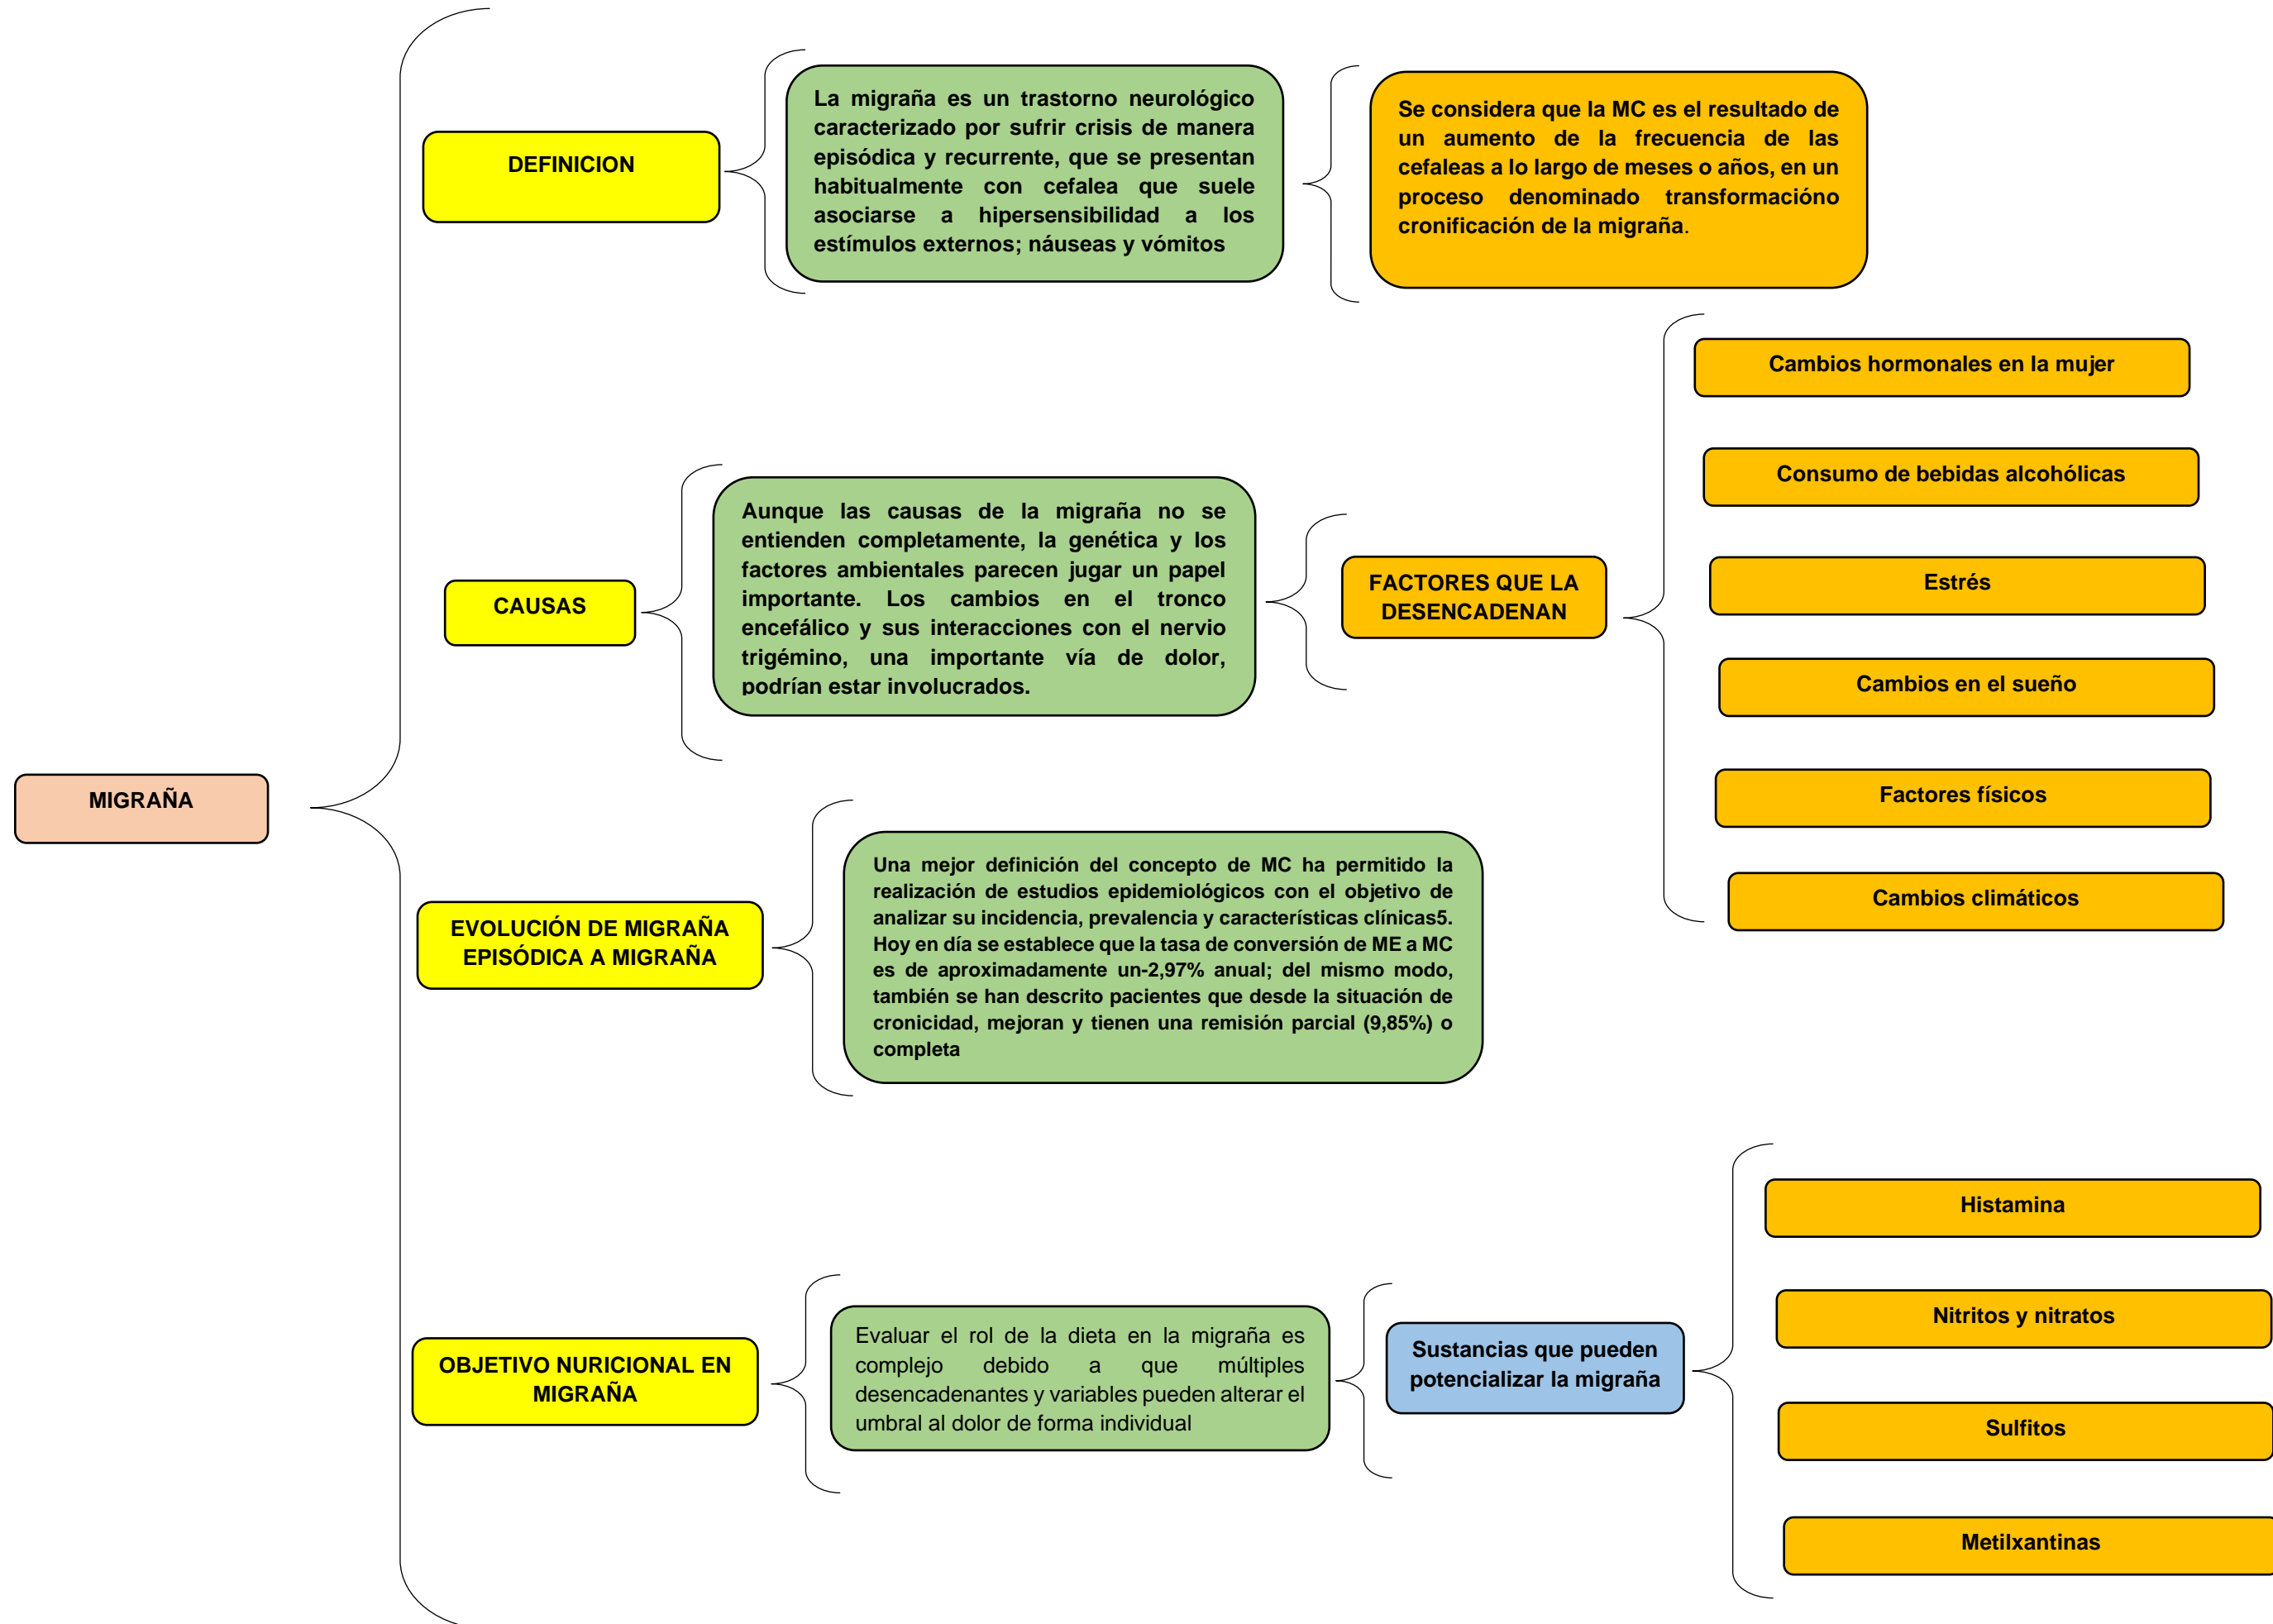 MIGRAÑA
DEFINICION
La migraña es un trastorno neurológico
caracterizado por sufrir crisis de manera
episódica y recurrente, que se presentan
habitualmente con cefalea que suele
asociarse a hipersensibilidad a los
estímulos externos; náuseas y vómitos
Se considera que la MC es el resultado de
un aumento de la frecuencia de las
cefaleas a lo largo de meses o años, en un
proceso denominado transformacióno
cronificación de la migraña.
CAUSAS
Aunque las causas de la migraña no se
entienden completamente, la genética y los
factores ambientales parecen jugar un papel
importante. Los cambios en el tronco
encefálico y sus interacciones con el nervio
trigémino, una importante vía de dolor,
podrían estar involucrados.
FACTORES QUE LA
DESENCADENAN
Cambios hormonales en la mujer
Consumo de bebidas alcohólicas
Estrés
Cambios en el sueño
Factores físicos
Cambios climáticos
EVOLUCIÓN DE MIGRAÑA
EPISÓDICA A MIGRAÑA
Una mejor definición del concepto de MC ha permitido la
realización de estudios epidemiológicos con el objetivo de
analizar su incidencia, prevalencia y características clínicas5.
Hoy en día se establece que la tasa de conversión de ME a MC
es de aproximadamente un-2,97% anual; del mismo modo,
también se han descrito pacientes que desde la situación de
cronicidad, mejoran y tienen una remisión parcial (9,85%) o
completa
OBJETIVO NURICIONAL EN
MIGRAÑA
Evaluar el rol de la dieta en la migraña es
complejo debido a que múltiples
desencadenantes y variables pueden alterar el
umbral al dolor de forma individual
Sustancias que pueden
potencializar la migraña
Histamina
Nitritos y nitratos
Sulfitos
Metilxantinas